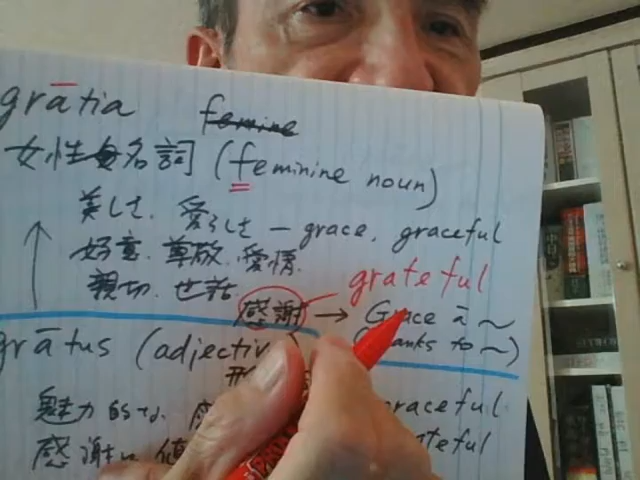 grātia
女性名詞 (feminine noun)
美しさ、愛らしさ - grace, graceful
好意、尊敬、愛情、
親切、世話
grateful
感謝 → Grace ā ~
grātus (adjectiv
(thanks to ~)
魅力的な、
graceful
感謝に値